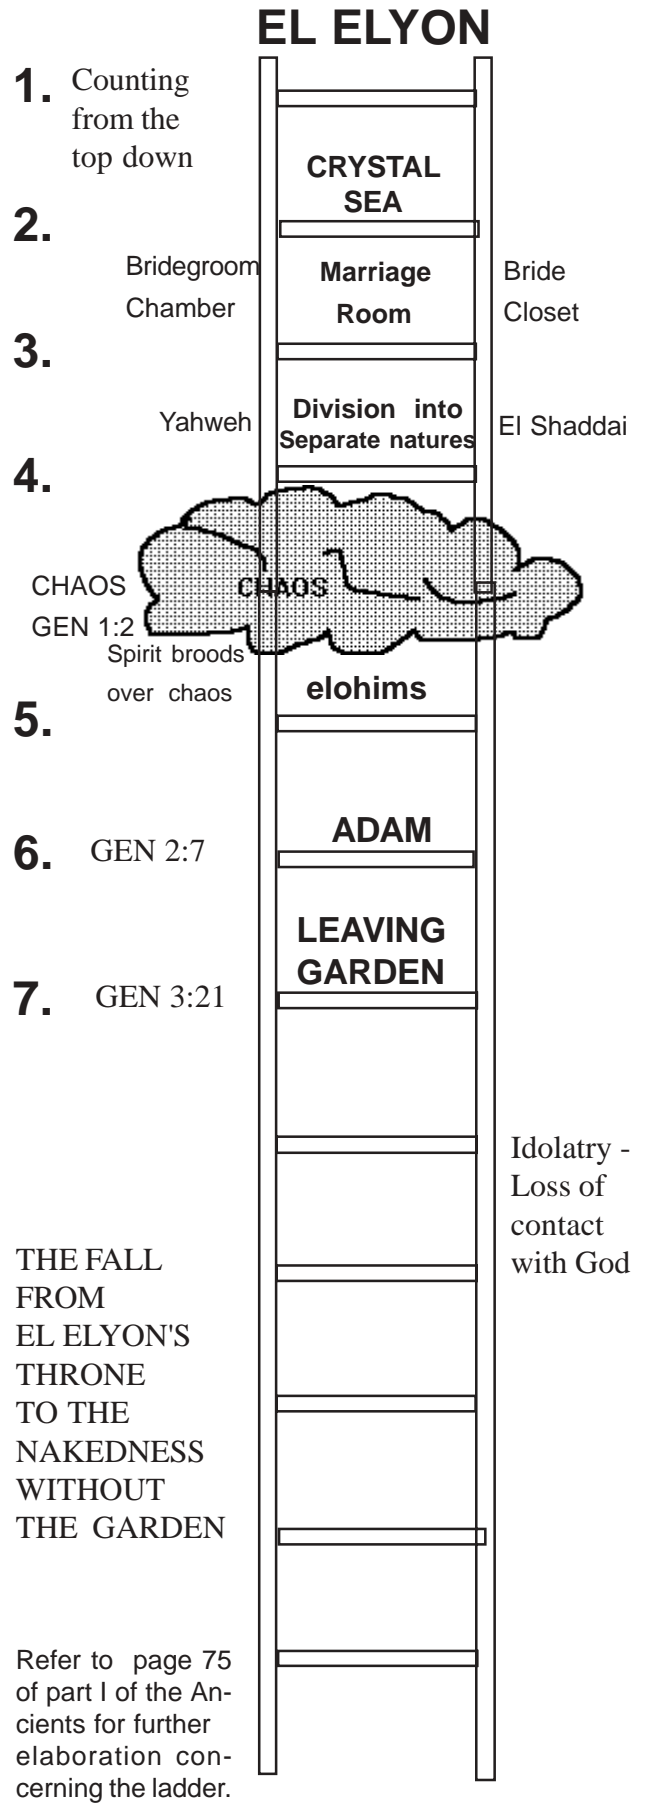 EL ELYON
1. Counting
from the
top down
CRYSTAL
SEA
2.
Bridegroom
Chamber
Marriage
Room
Bride
Closet
3.
Yahweh
Division into
Separate natures
El Shaddai
4.
CHAOS
GEN 1:2
CHAOS
Spirit broods
over chaos
elohims
5.
ADAM
6. GEN 2:7
LEAVING
GARDEN
7. GEN 3:21
Idolatry -
Loss of
contact
with God
THE FALL
FROM
EL ELYON'S
THRONE
TO THE
NAKEDNESS
WITHOUT
THE GARDEN
Refer to page 75
of part I of the An-
cients for further
elaboration con-
cerning the ladder.